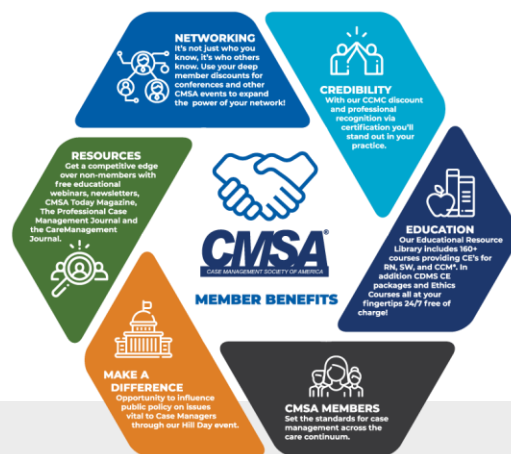 NETWORKING
It's not just who you
know, it's who others
know. Use your deep
member discounts for
conferences and other
CMSA events to expand
the power of your network!
CREDIBILITY
With our CCMC discount
and professional
recognition via
certification you'll
stand out in your
practice.
RESOURCES
Get a competitive edge
over non-members with
free educational
webinars, newsletters,
CMSA Today Magazine,
The Professional Case
Management Journal and
the CareManagement
Journal.
EDUCATION
Our Educational Resource
Library includes 160+
courses providing CE's for
RN, SW, and CCM*. In
addition CDMS CE
packages and Ethics
Courses all at your
fingertips 24/7 free of
charge!
CMSA®
CASE MANAGEMENT SOCIETY OF AMERICA
MEMBER BENEFITS
MAKE A
DIFFERENCE
Opportunity to influence
public policy on issues
vital to Case Managers
through our Hill Day event.
CMSA MEMBERS
Set the standards for case
management across the
care continuum.